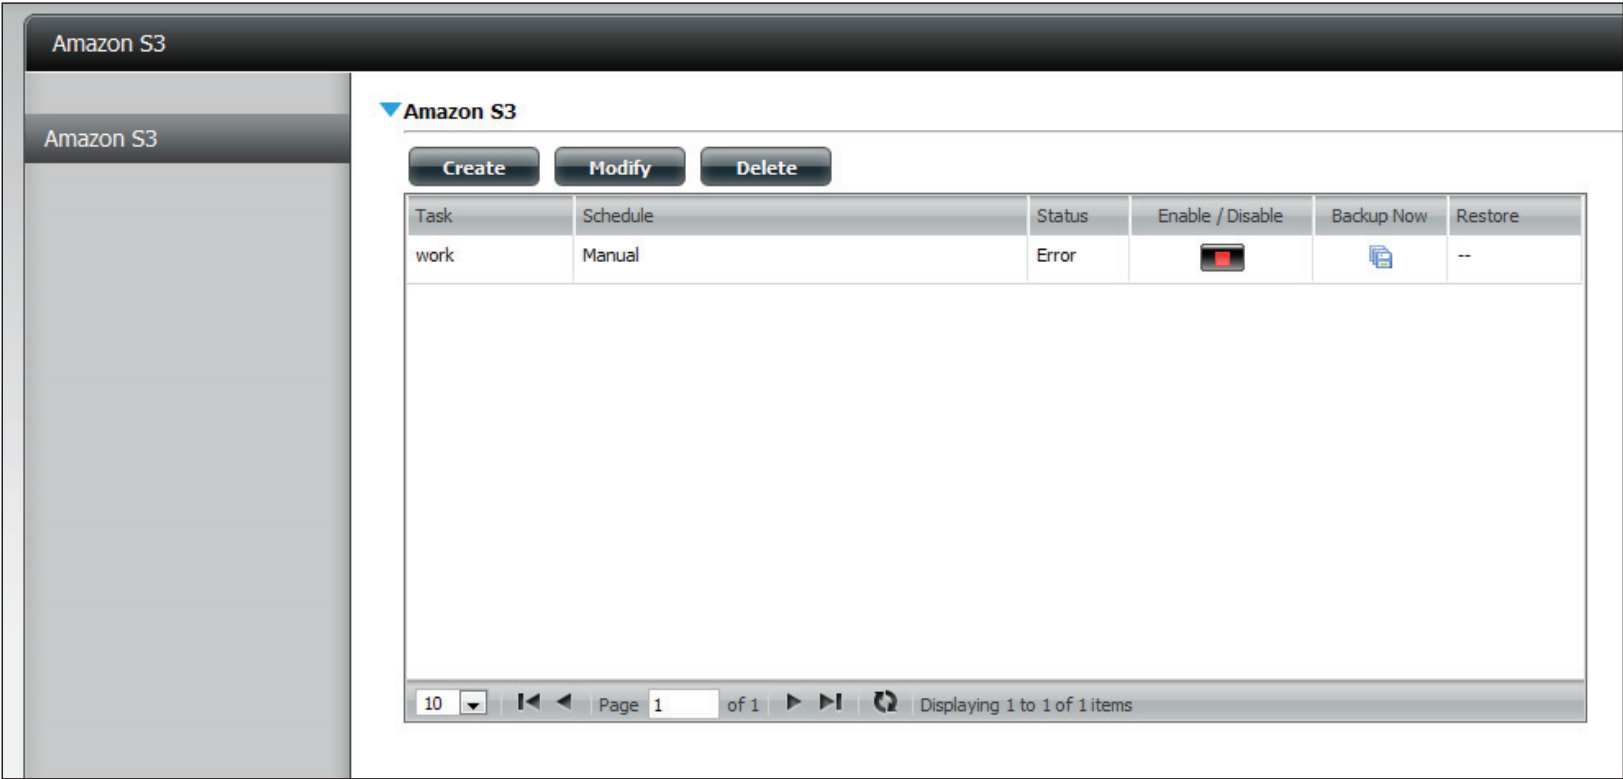 Amazon S3
Amazon S3
Amazon S3
Create Modify Delete
Task Schedule Status Enable / Disable Backup Now Restore
work Manual Error --
10 Page 1 of 1 Displaying 1 to 1 of 1 items